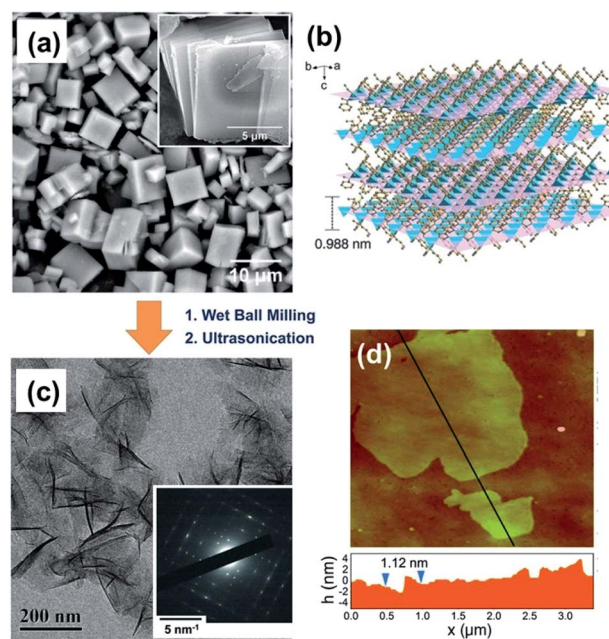 (a)
5 µm
10 µm
(b)
b
a
c
0.988 nm
1. Wet Ball Milling
2. Ultrasonication
(c)
200 nm
5 nm⁻¹
(d)
1.12 nm
h (nm)
4
2
0
-2
-4
0.0 0.5 1.0 1.5 2.0 2.5 3.0
x (µm)